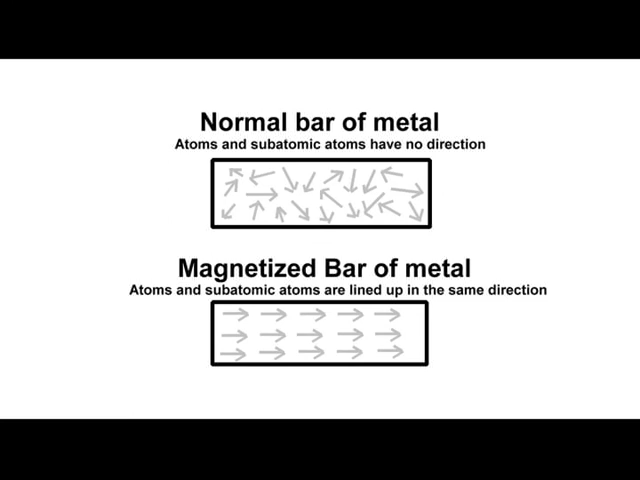 Normal bar of metal
Atoms and subatomic atoms have no direction
Magnetized Bar of metal
Atoms and subatomic atoms are lined up in the same direction